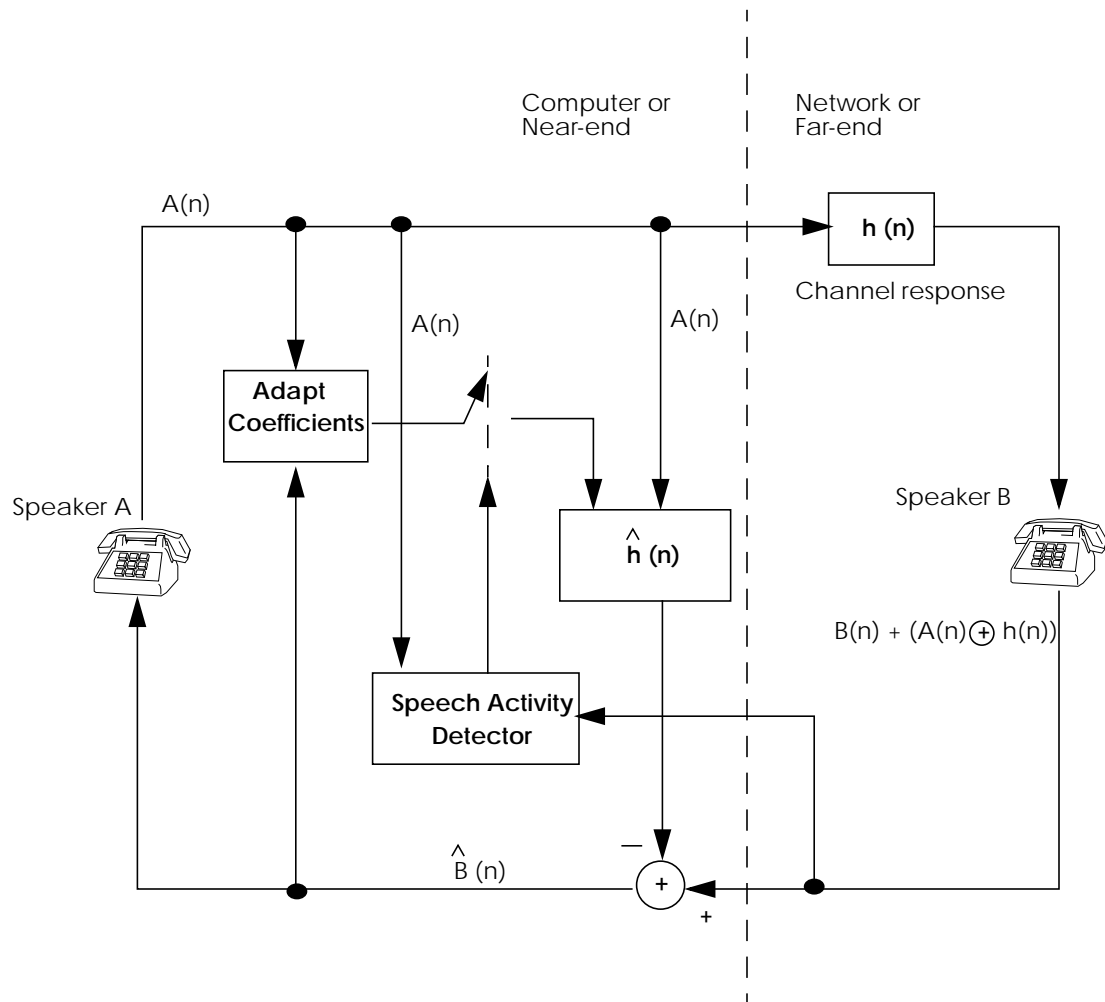 Computer or
Near-end
Network or
Far-end
A(n)
h (n)
Channel response
A(n)
A(n)
Adapt
Coefficients
Speaker A
Speaker B
^
h (n)
B(n) + (A(n) ⊕ h(n))
Speech Activity
Detector
—
^
B (n)
+
+